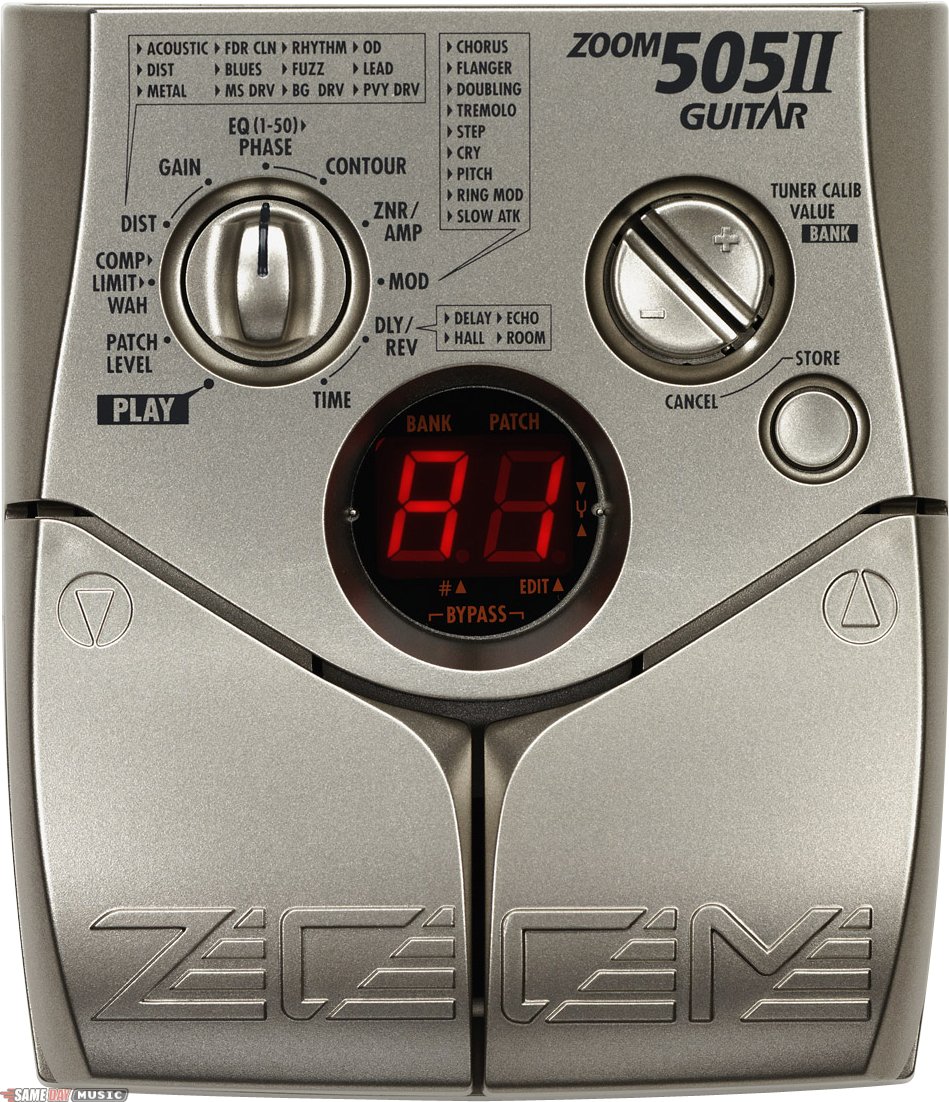 ▸ ACOUSTIC ▸ FDR CLN ▸ RHYTHM ▸ OD
▸ DIST ▸ BLUES ▸ FUZZ ▸ LEAD
▸ METAL ▸ MS DRV ▸ BG DRV ▸ PVY DRV
▸ CHORUS
▸ FLANGER
▸ DOUBLING
▸ TREMOLO
▸ STEP
▸ CRY
▸ PITCH
▸ RING MOD
▸ SLOW ATK
ZOOM 505II
GUITAR
EQ (1-50)▸
PHASE
GAIN
CONTOUR
DIST
ZNR/
AMP
COMP▸
LIMIT▸
WAH
MOD
PATCH
LEVEL
DLY/
REV
▸ DELAY ▸ ECHO
▸ HALL ▸ ROOM
PLAY
TIME
TUNER CALIB
VALUE
BANK
+
−
STORE
CANCEL
BANK PATCH
A1
#▲ EDIT▲
BYPASS
ZOOM
SAME DAY MUSIC